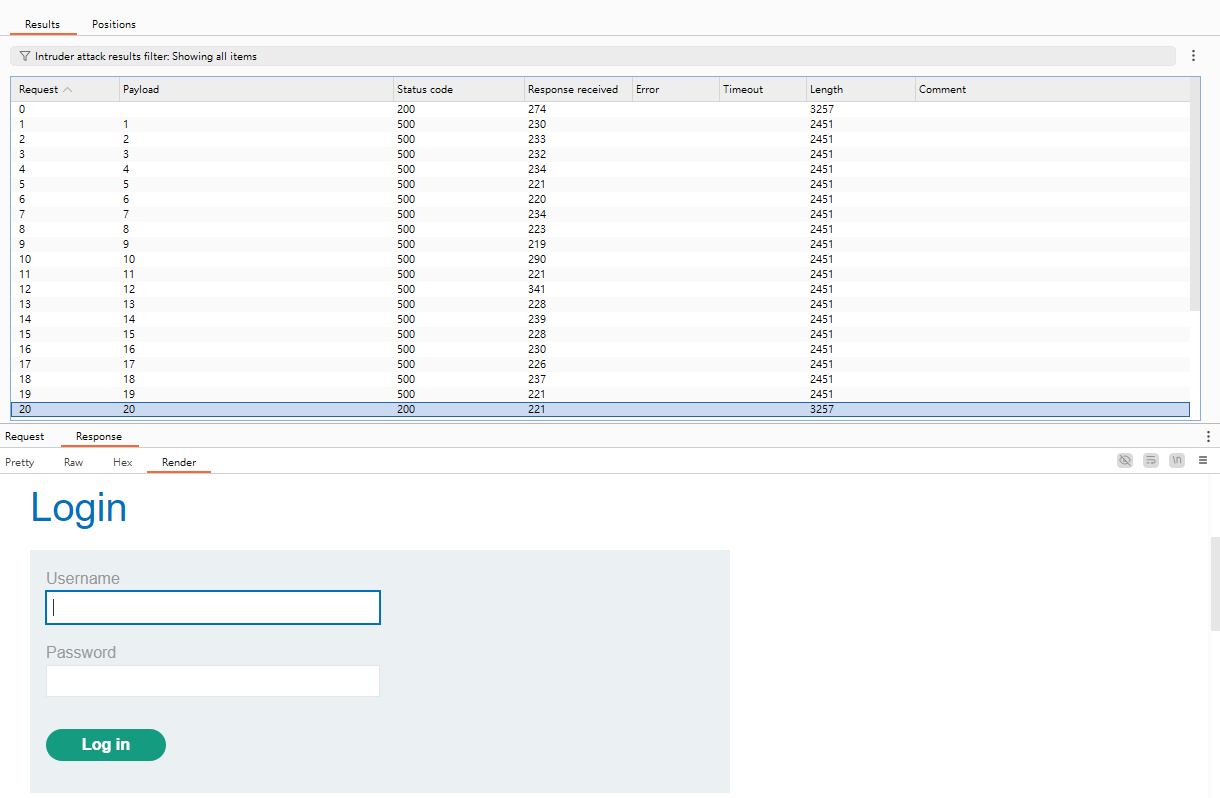 Results Positions
Intruder attack results filter: Showing all items
Request Payload Status code Response received Error Timeout Length Comment
0 200 274 3257
1 1 500 230 2451
2 2 500 233 2451
3 3 500 232 2451
4 4 500 234 2451
5 5 500 221 2451
6 6 500 220 2451
7 7 500 234 2451
8 8 500 223 2451
9 9 500 219 2451
10 10 500 290 2451
11 11 500 221 2451
12 12 500 341 2451
13 13 500 228 2451
14 14 500 239 2451
15 15 500 228 2451
16 16 500 230 2451
17 17 500 226 2451
18 18 500 237 2451
19 19 500 221 2451
20 20 200 221 3257
Request Response
Pretty Raw Hex Render \n
Login
Username
Password
Log in